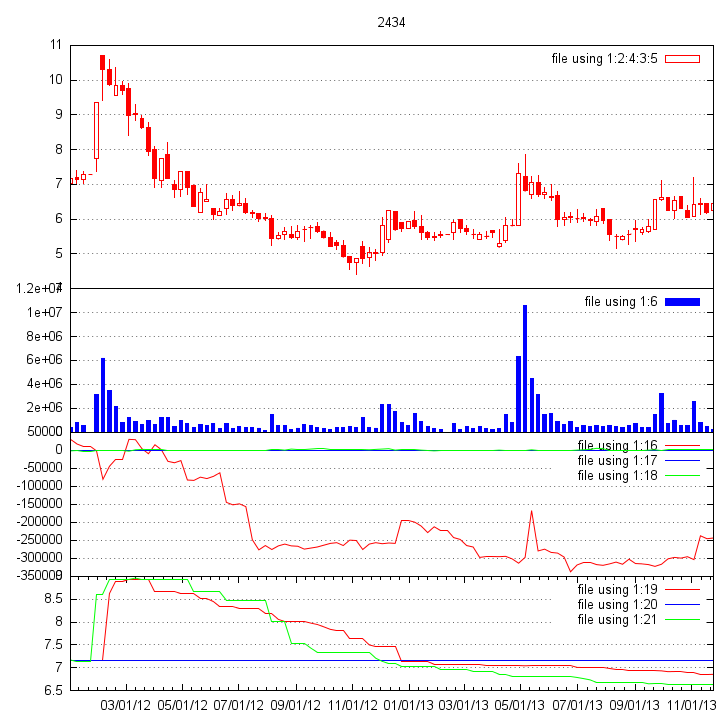 2434
11
file using 1:2:4:3:5
10
9
8
7
6
5
4
1.2e+07
file using 1:6
1e+07
8e+06
6e+06
4e+06
2e+06
50000
file using 1:16
0
file using 1:17
-50000
file using 1:18
-100000
-150000
-200000
-250000
-300000
-350000
file using 1:19
8.5
file using 1:20
file using 1:21
8
7.5
7
6.5
03/01/12 05/01/12 07/01/12 09/01/12 11/01/12 01/01/13 03/01/13 05/01/13 07/01/13 09/01/13 11/01/13